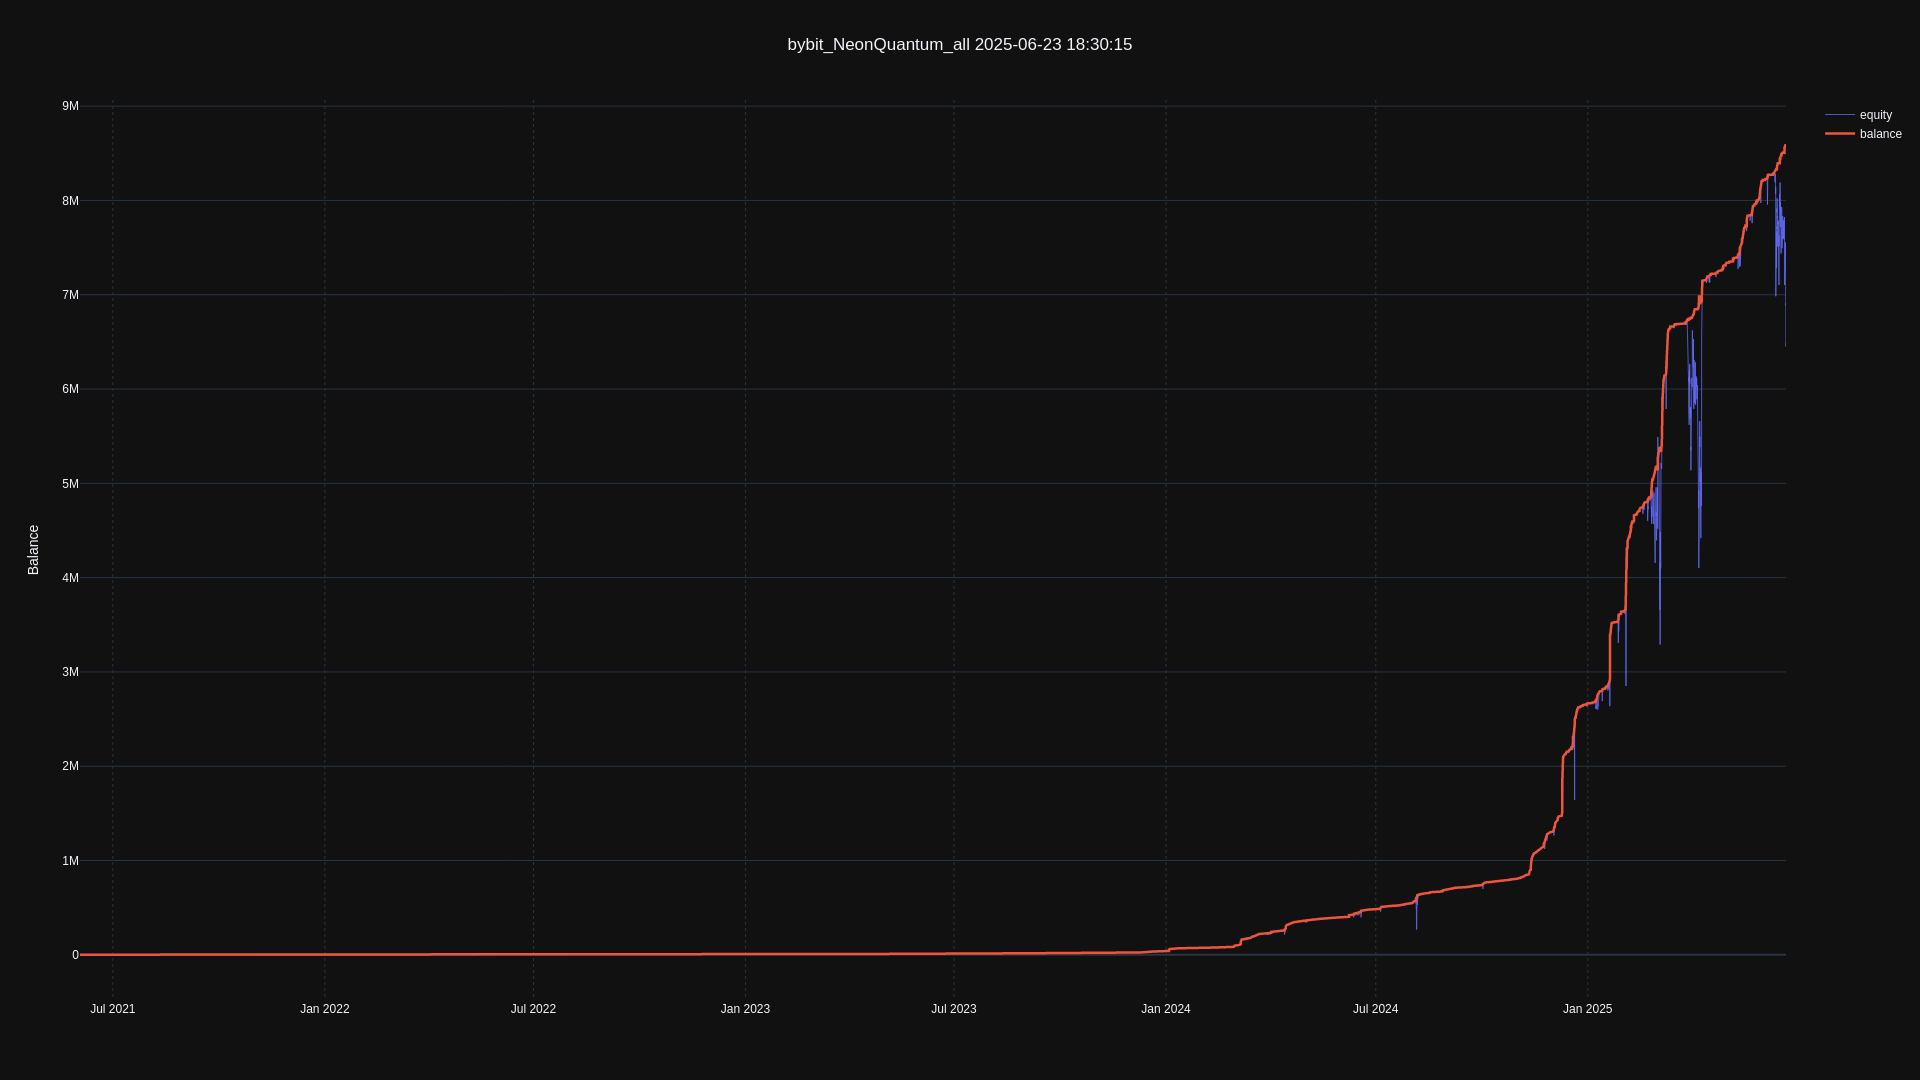 bybit_NeonQuantum_all 2025-06-23 18:30:15
equity
balance
Balance
9M
8M
7M
6M
5M
4M
3M
2M
1M
0
Jul 2021
Jan 2022
Jul 2022
Jan 2023
Jul 2023
Jan 2024
Jul 2024
Jan 2025